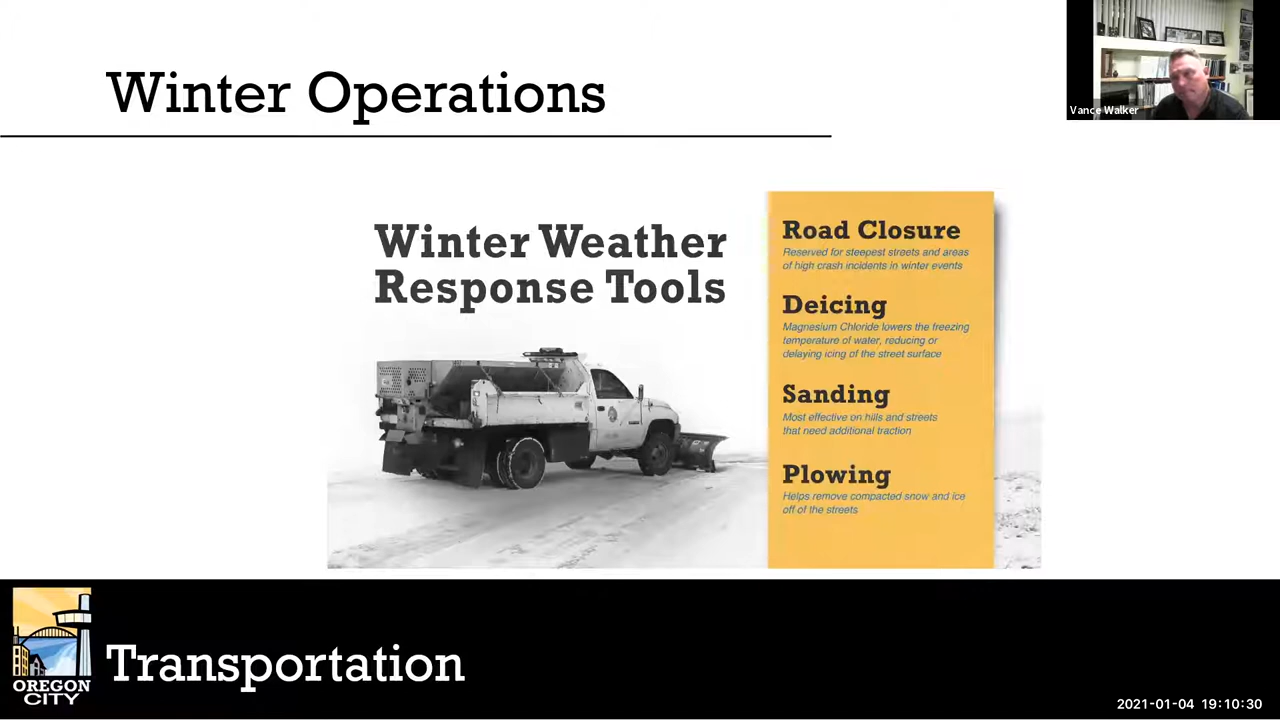 Winter Operations
Vance Walker
Winter Weather
Response Tools
Road Closure
Reserved for steepest streets and areas
of high crash incidents in winter events
Deicing
Magnesium Chloride lowers the freezing
temperature of water, reducing or
delaying icing of the street surface
Sanding
Most effective on hills and streets
that need additional traction
Plowing
Helps remove compacted snow and ice
off of the streets
OREGON
CITY
Transportation
2021-01-04 19:10:30